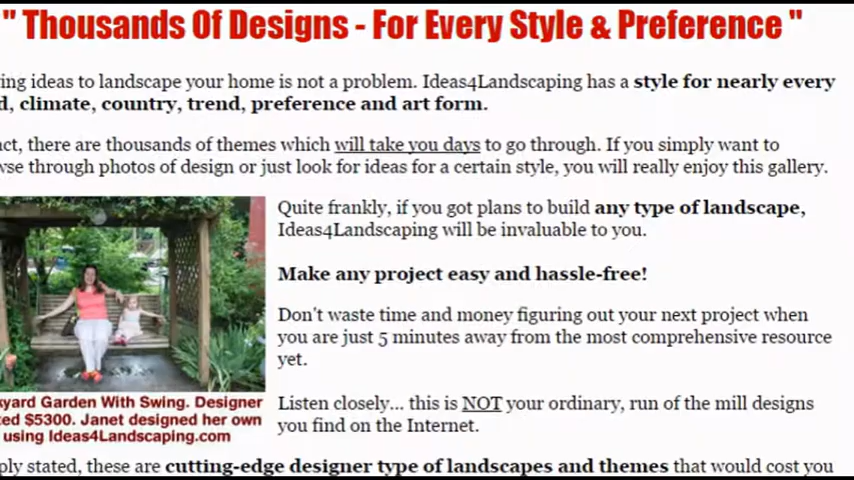 " Thousands Of Designs - For Every Style & Preference "
ing ideas to landscape your home is not a problem. Ideas4Landscaping has a style for nearly every
d, climate, country, trend, preference and art form.
act, there are thousands of themes which will take you days to go through. If you simply want to
wse through photos of design or just look for ideas for a certain style, you will really enjoy this gallery.
Quite frankly, if you got plans to build any type of landscape,
Ideas4Landscaping will be invaluable to you.
Make any project easy and hassle-free!
Don't waste time and money figuring out your next project when
you are just 5 minutes away from the most comprehensive resource
yet.
Listen closely... this is NOT your ordinary, run of the mill designs
you find on the Internet.
kyard Garden With Swing. Designer
ted $5300. Janet designed her own
using Ideas4Landscaping.com
ply stated, these are cutting-edge designer type of landscapes and themes that would cost you